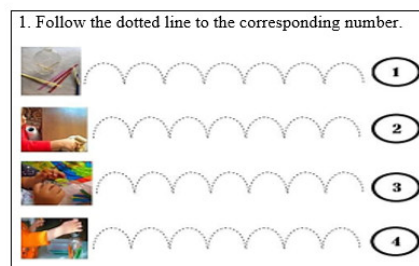 1. Follow the dotted line to the corresponding number.
1
2
3
4